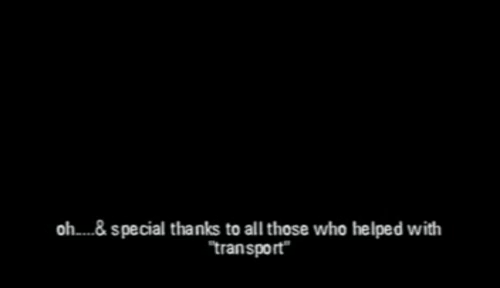 oh.....& special thanks to all those who helped with
"transport"